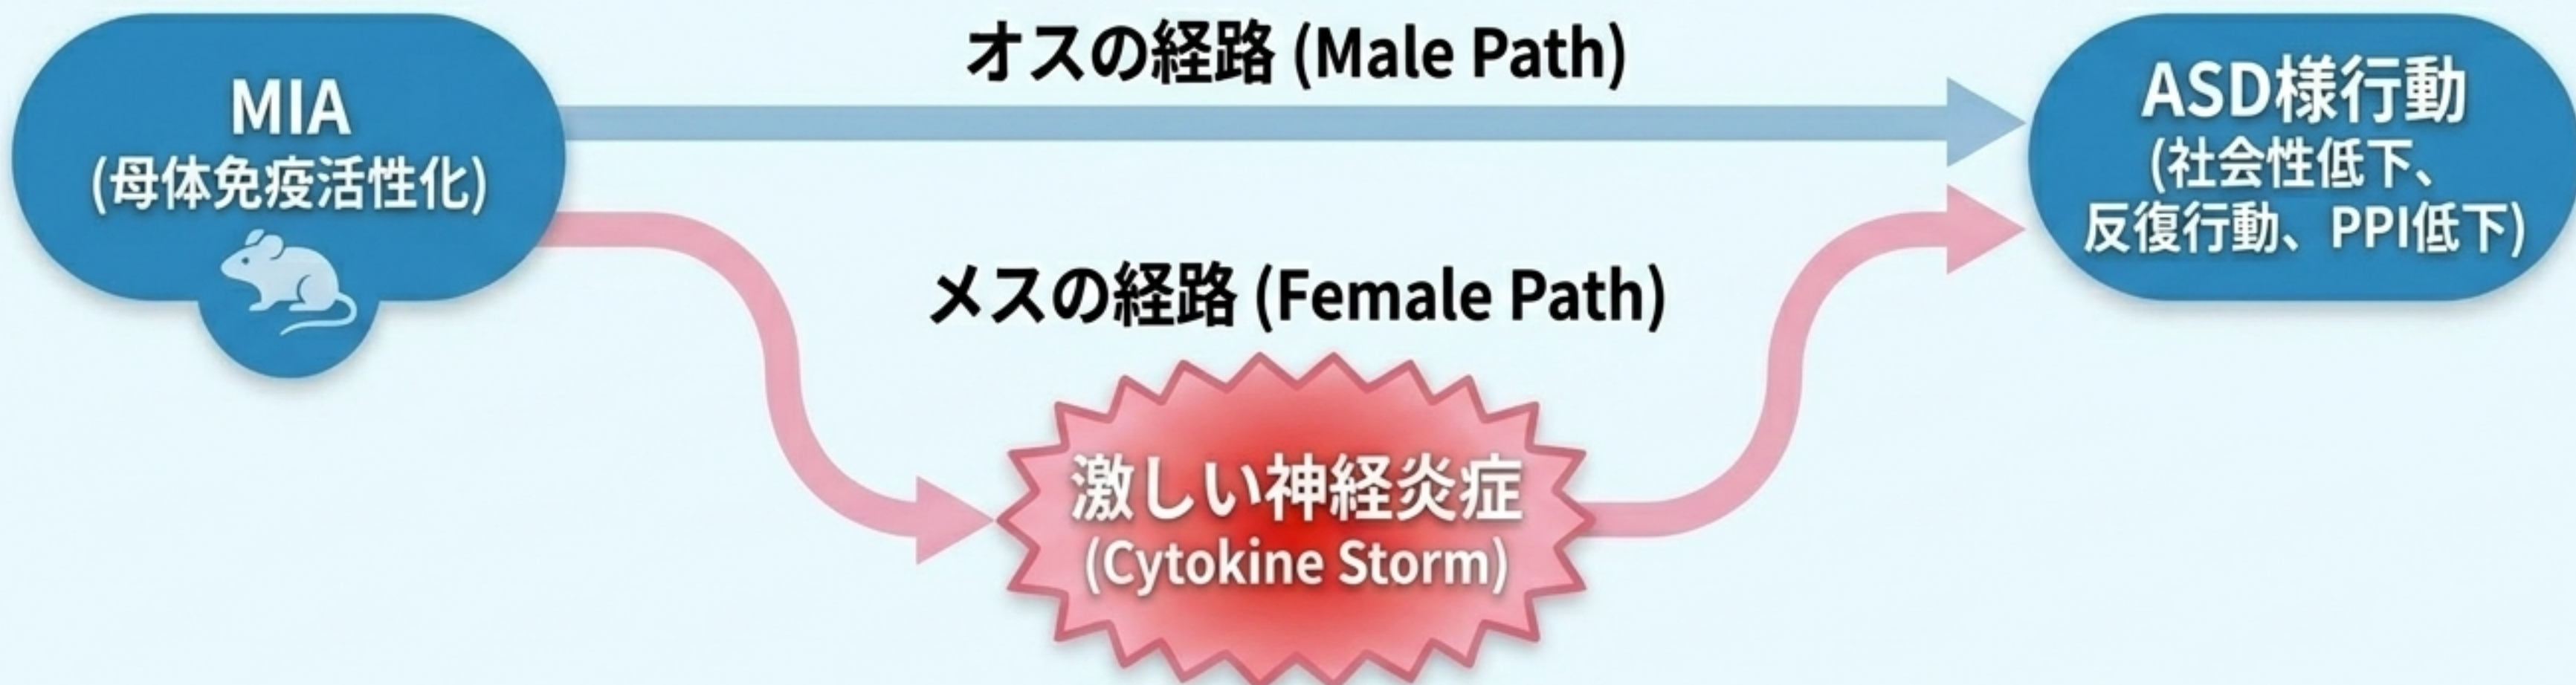 オスの経路 (Male Path)
MIA
(母体免疫活性化)
ASD様行動
(社会性低下、
反復行動、PPI低下)
メスの経路 (Female Path)
激しい神経炎症
(Cytokine Storm)